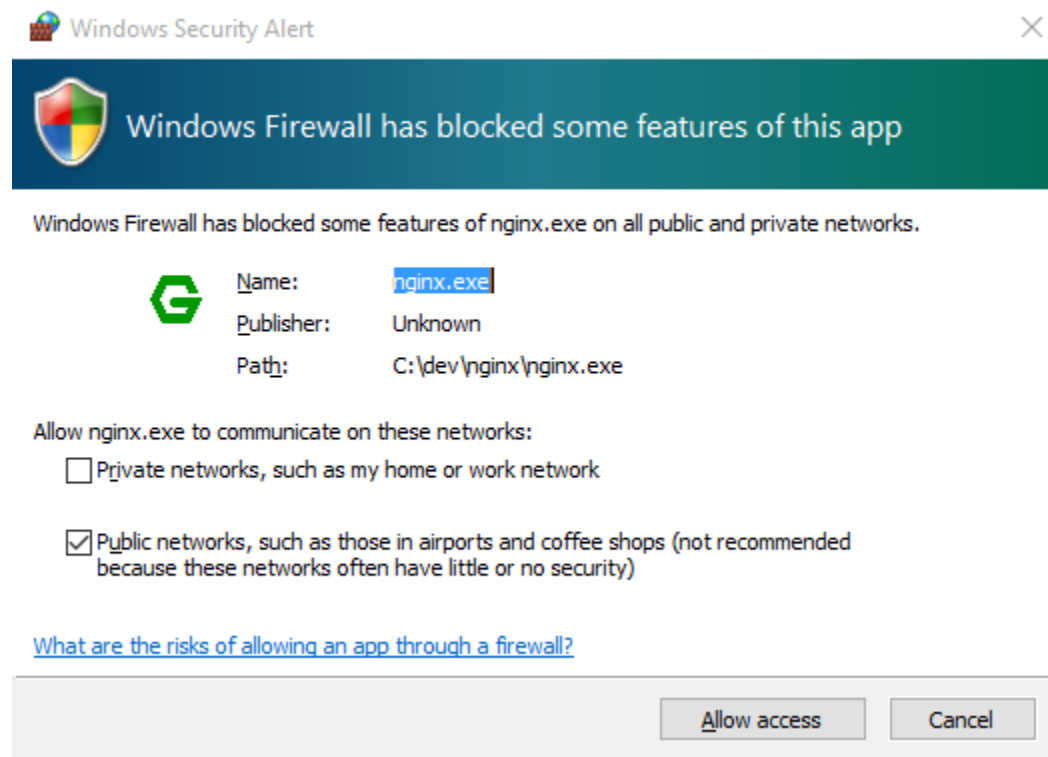 Windows Security Alert
Windows Firewall has blocked some features of this app
Windows Firewall has blocked some features of nginx.exe on all public and private networks.
Name: nginx.exe
Publisher: Unknown
Path: C:\dev\nginx\nginx.exe
Allow nginx.exe to communicate on these networks:
Private networks, such as my home or work network
Public networks, such as those in airports and coffee shops (not recommended
because these networks often have little or no security)
What are the risks of allowing an app through a firewall?
Allow access Cancel